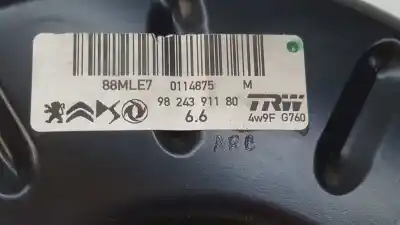 88MLE7 0114875 M
98 243 911 80 TRW
6.6 4w9F G760
ARC